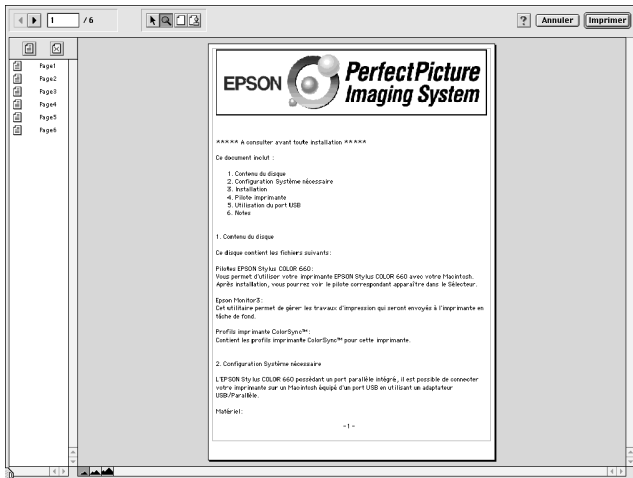 1 / 6
? Annuler Imprimer
Page1
Page2
Page3
Page4
Page5
Page6
EPSON PerfectPicture
Imaging System
***** A consulter avant toute installation *****
Ce document inclut :
1. Contenu du disque
2. Configuration Système nécessaire
3. Installation
4. Pilote imprimante
5. Utilisation du port USB
6. Notes
1. Contenu du disque
Ce disque contient les fichiers suivants :
Pilotes EPSON Stylus COLOR 660 :
Vous permet d'utiliser votre imprimante EPSON Stylus COLOR 660 avec votre Macintosh.
Après installation, vous pourrez voir le pilote correspondant apparaître dans le Sélecteur.
Epson Monitor3 :
Cet utilitaire permet de gérer les travaux d'impression qui seront envoyés à l'imprimante en
tâche de fond.
Profils imprimante ColorSync™ :
Contient les profils imprimante ColorSync™ pour cette imprimante.
2. Configuration Système nécessaire
L'EPSON Stylus COLOR 660 possèdant un port parallèle intégré, il est possible de connecter
votre imprimante sur un Macintosh équipé d'un port USB en utilisant un adaptateur
USB/Parallèle.
Matériel :
-1-